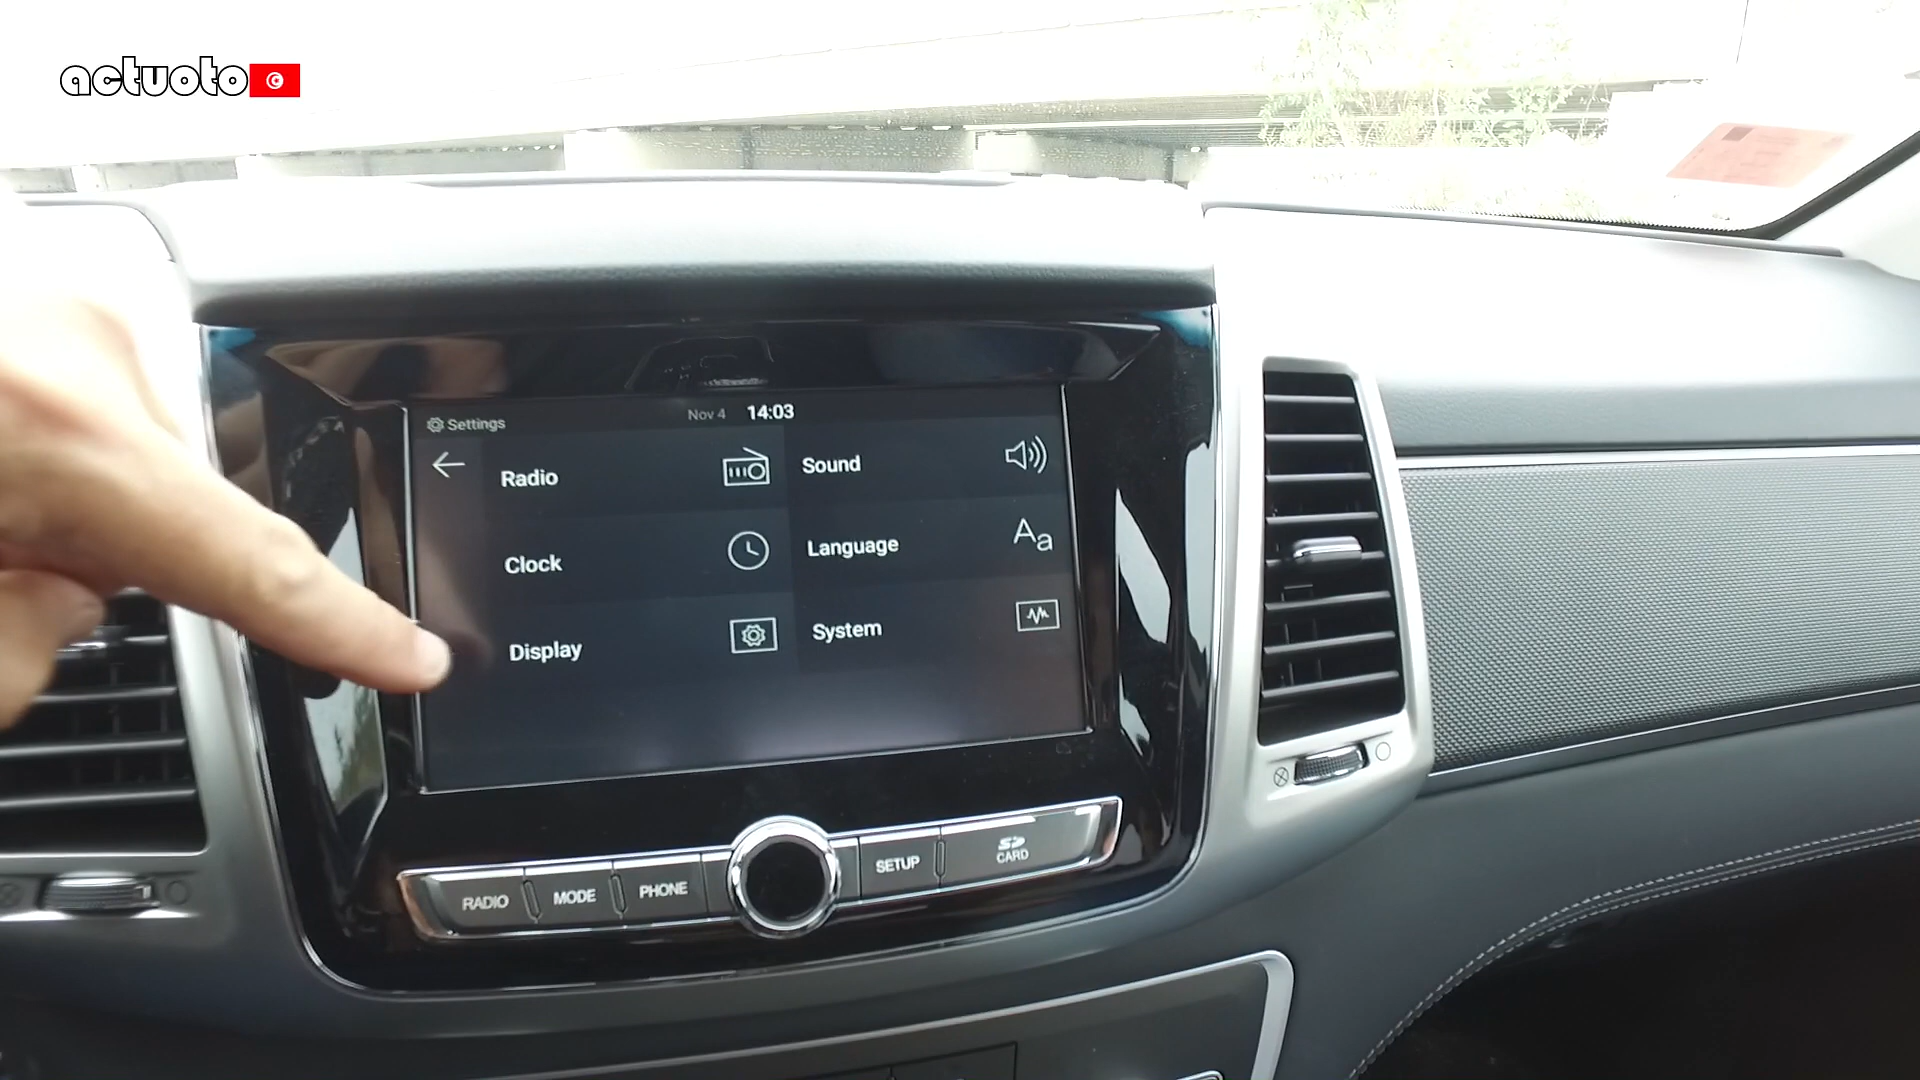 actuoto
Settings
Nov 4 14:03
Radio
Sound
Clock
Language
Aa
Display
System
RADIO
MODE
PHONE
SETUP
SD
CARD